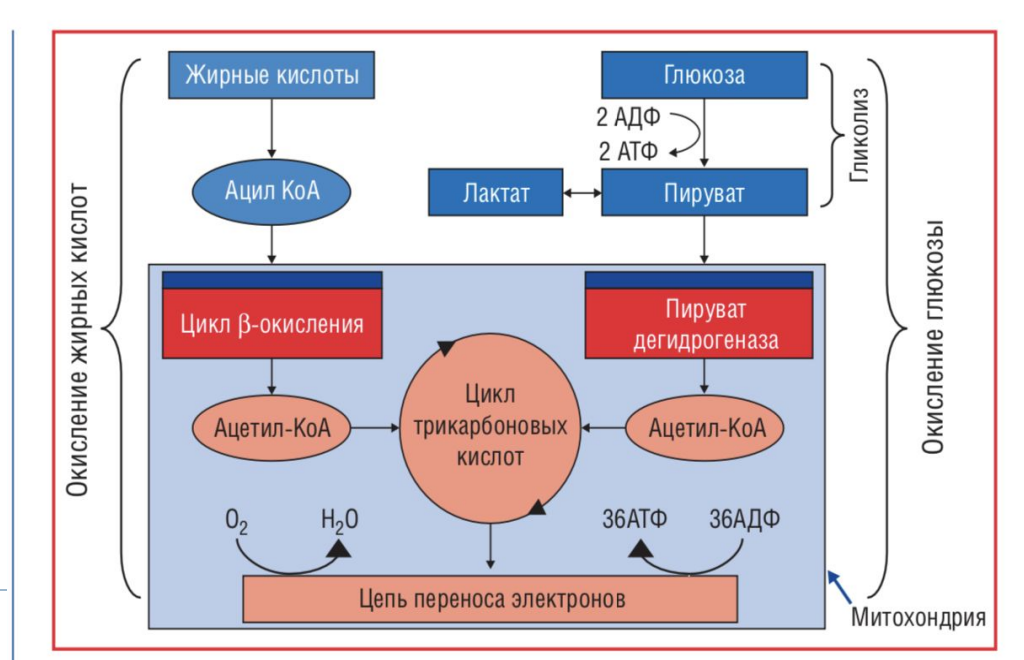 Жирные кислоты
Глюкоза
2 АДФ
2 АТФ
Гликолиз
Ацил КоА
Лактат
Пируват
Окисление жирных кислот
Окисление глюкозы
Цикл β-окисления
Пируват
дегидрогеназа
Цикл
трикарбоновых
кислот
Ацетил-КоА
Ацетил-КоА
O2
H2O
36АТФ
36АДФ
Цепь переноса электронов
Митохондрия